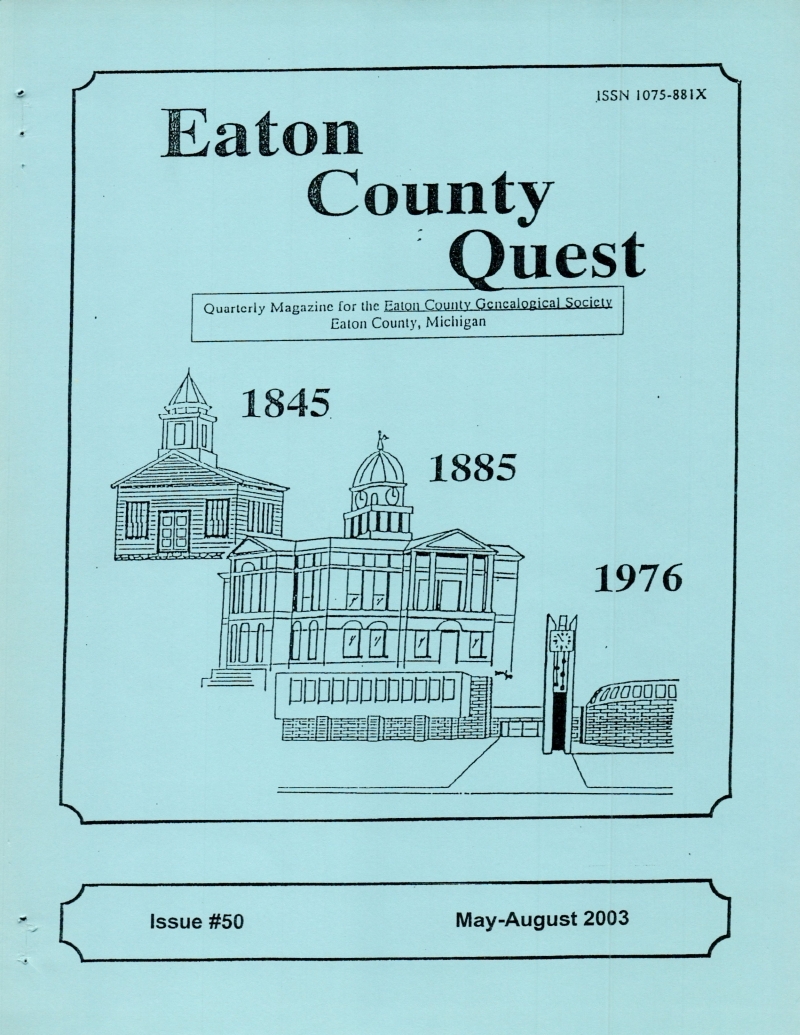 ISSN 1075-881X
Eaton
County
Quest
Quarterly Magazine for the Eaton County Genealogical Society
Eaton County, Michigan
1845
1885
1976
Issue #50
May-August 2003